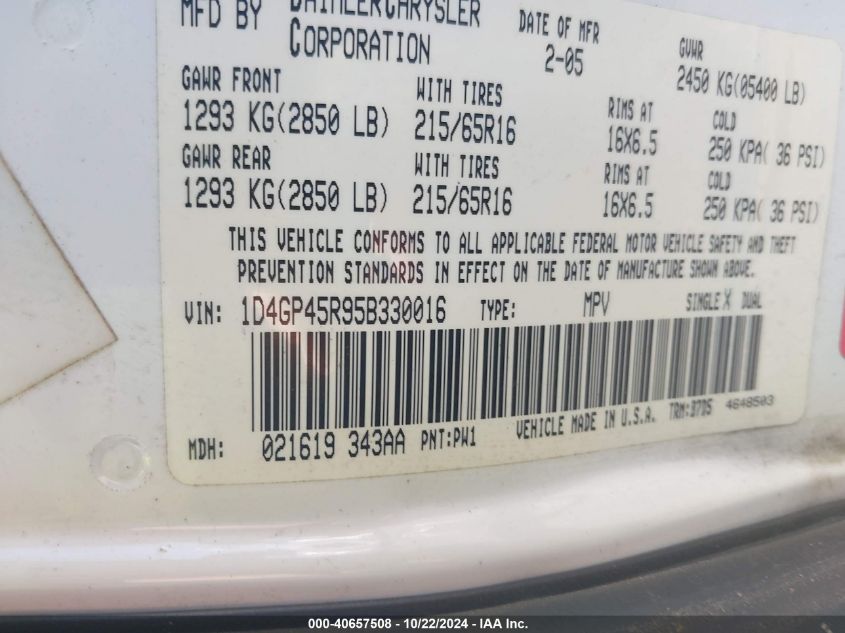 MFD BY DAIMLERCHRYSLER CORPORATION DATE OF MFR 2-05 GVWR 2450 KG(05400 LB)
GAWR FRONT WITH TIRES RIMS AT COLD
1293 KG(2850 LB) 215/65R16 16X6.5 250 KPA( 36 PSI)
GAWR REAR WITH TIRES RIMS AT COLD
1293 KG(2850 LB) 215/65R16 16X6.5 250 KPA( 36 PSI)
THIS VEHICLE CONFORMS TO ALL APPLICABLE FEDERAL MOTOR VEHICLE SAFETY AND THEFT
PREVENTION STANDARDS IN EFFECT ON THE DATE OF MANUFACTURE SHOWN ABOVE.
VIN: 1D4GP45R95B330016 TYPE: MPV SINGLE X DUAL
MDH: 021619 343AA PNT:PW1 VEHICLE MADE IN U.S.A. TRM:B7D5 4648503
000-40657508 - 10/22/2024 - IAA Inc.